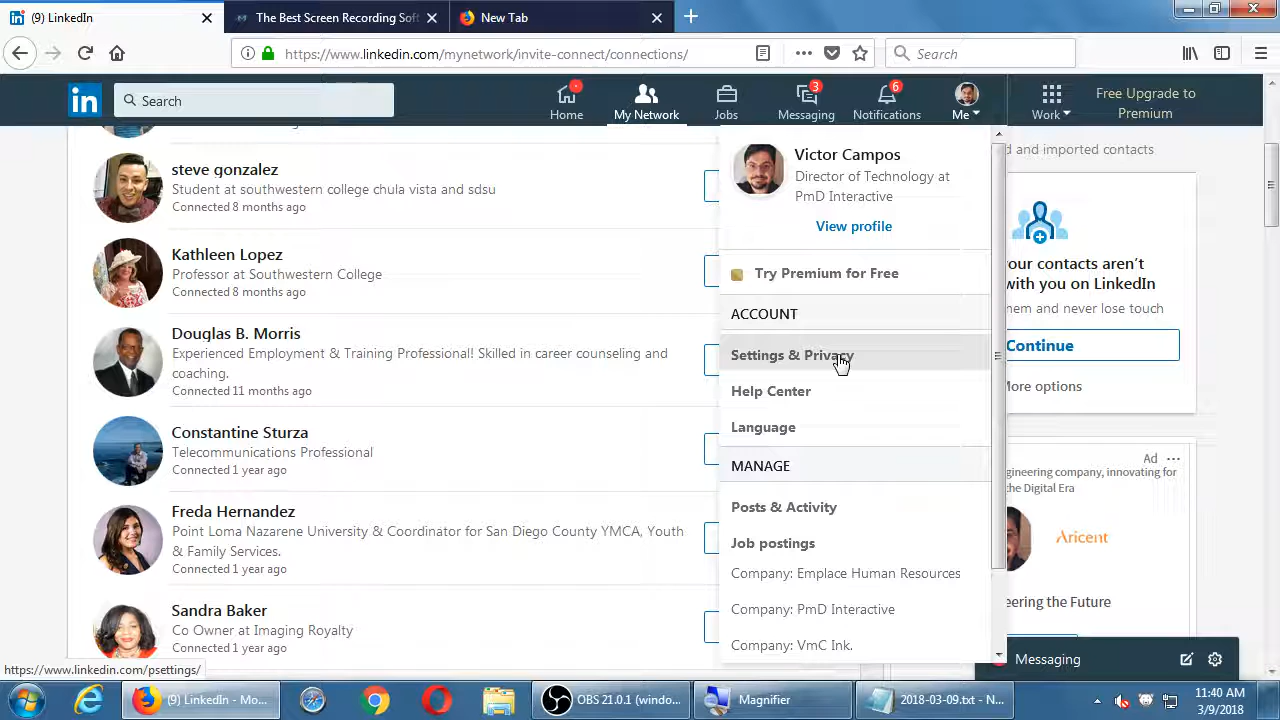 (9) LinkedIn
The Best Screen Recording Soft
New Tab
https://www.linkedin.com/mynetwork/invite-connect/connections/
Search
in
Search
Home
My Network
Jobs
3
Messaging
6
Notifications
Me
Work
Free Upgrade to
Premium
steve gonzalez
Student at southwestern college chula vista and sdsu
Connected 8 months ago
Kathleen Lopez
Professor at Southwestern College
Connected 8 months ago
Douglas B. Morris
Experienced Employment & Training Professional! Skilled in career counseling and
coaching.
Connected 11 months ago
Constantine Sturza
Telecommunications Professional
Connected 1 year ago
Freda Hernandez
Point Loma Nazarene University & Coordinator for San Diego County YMCA, Youth
& Family Services.
Connected 1 year ago
Sandra Baker
Co Owner at Imaging Royalty
Connected 1 year ago
Victor Campos
Director of Technology at
PmD Interactive
View profile
Try Premium for Free
ACCOUNT
Settings & Privacy
Help Center
Language
MANAGE
Posts & Activity
Job postings
Company: Emplace Human Resources
Company: PmD Interactive
Company: VmC Ink.
d and imported contacts
your contacts aren't
with you on LinkedIn
hem and never lose touch
Continue
More options
Ad
ngineering company, innovating for
the Digital Era
Aricent
eering the Future
Messaging
https://www.linkedin.com/psettings/
(9) LinkedIn - Mo...
OBS 21.0.1 (windo...
Magnifier
2018-03-09.txt - N...
11:40 AM
3/9/2018